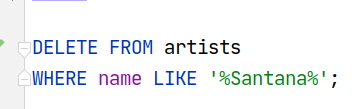 DELETE FROM artists
WHERE name LIKE '%Santana%';